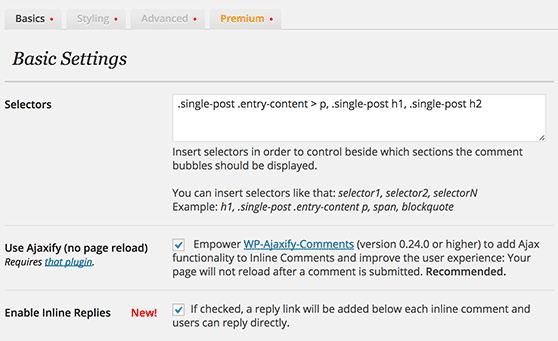 Basics • Styling • Advanced • Premium •
Basic Settings
Selectors
.single-post .entry-content > p, .single-post h1, .single-post h2
Insert selectors in order to control beside which sections the comment
bubbles should be displayed.
You can insert selectors like that: selector1, selector2, selectorN
Example: h1, .single-post .entry-content p, span, blockquote
Use Ajaxify (no page reload)
Requires that plugin.
Empower WP-Ajaxify-Comments (version 0.24.0 or higher) to add Ajax
functionality to Inline Comments and improve the user experience: Your
page will not reload after a comment is submitted. Recommended.
Enable Inline Replies New!
If checked, a reply link will be added below each inline comment and
users can reply directly.